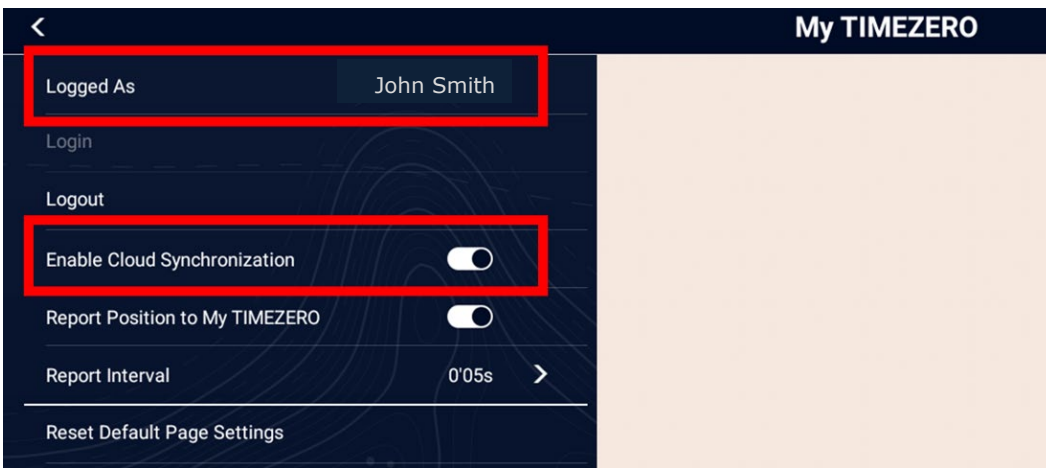 My TIMEZERO
Logged As John Smith
Login
Logout
Enable Cloud Synchronization
Report Position to My TIMEZERO
Report Interval 0'05s
Reset Default Page Settings